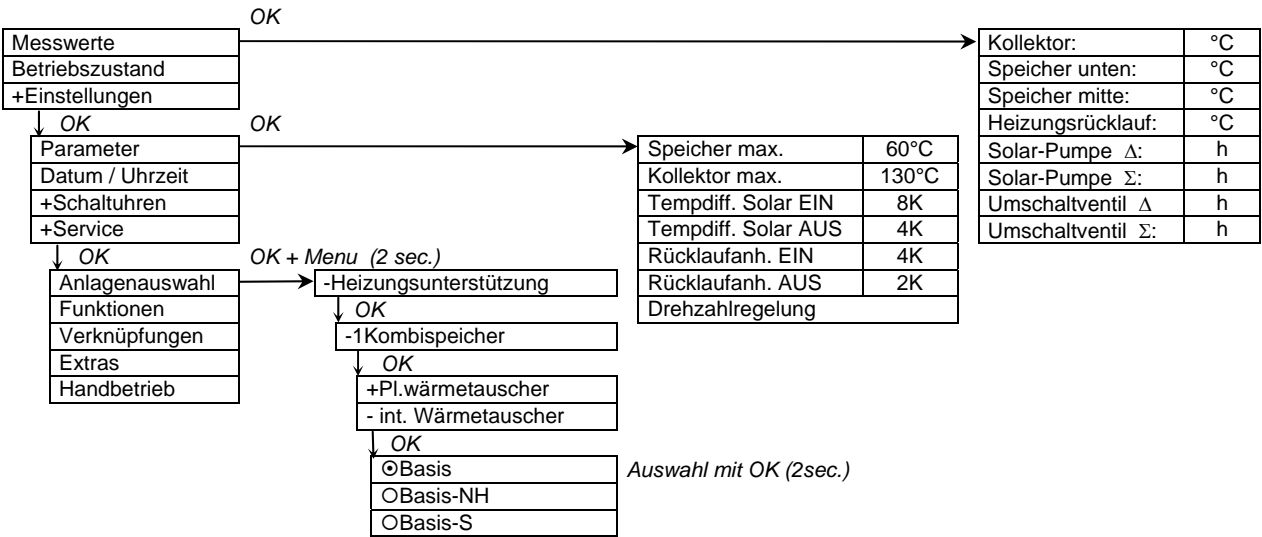 OK
Messwerte
Betriebszustand
+Einstellungen
Kollektor: °C
Speicher unten: °C
Speicher mitte: °C
Heizungsrücklauf: °C
Solar-Pumpe Δ: h
Solar-Pumpe Σ: h
Umschaltventil Δ h
Umschaltventil Σ: h
OK
OK
Parameter
Datum / Uhrzeit
+Schaltuhren
+Service
Speicher max. 60°C
Kollektor max. 130°C
Tempdiff. Solar EIN 8K
Tempdiff. Solar AUS 4K
Rücklaufanh. EIN 4K
Rücklaufanh. AUS 2K
Drehzahlregelung
OK
OK + Menu (2 sec.)
Anlagenauswahl
Funktionen
Verknüpfungen
Extras
Handbetrieb
-Heizungsunterstützung
OK
-1Kombispeicher
OK
+Pl.wärmetauscher
- int. Wärmetauscher
OK
⊙Basis
Auswahl mit OK (2sec.)
○Basis-NH
○Basis-S